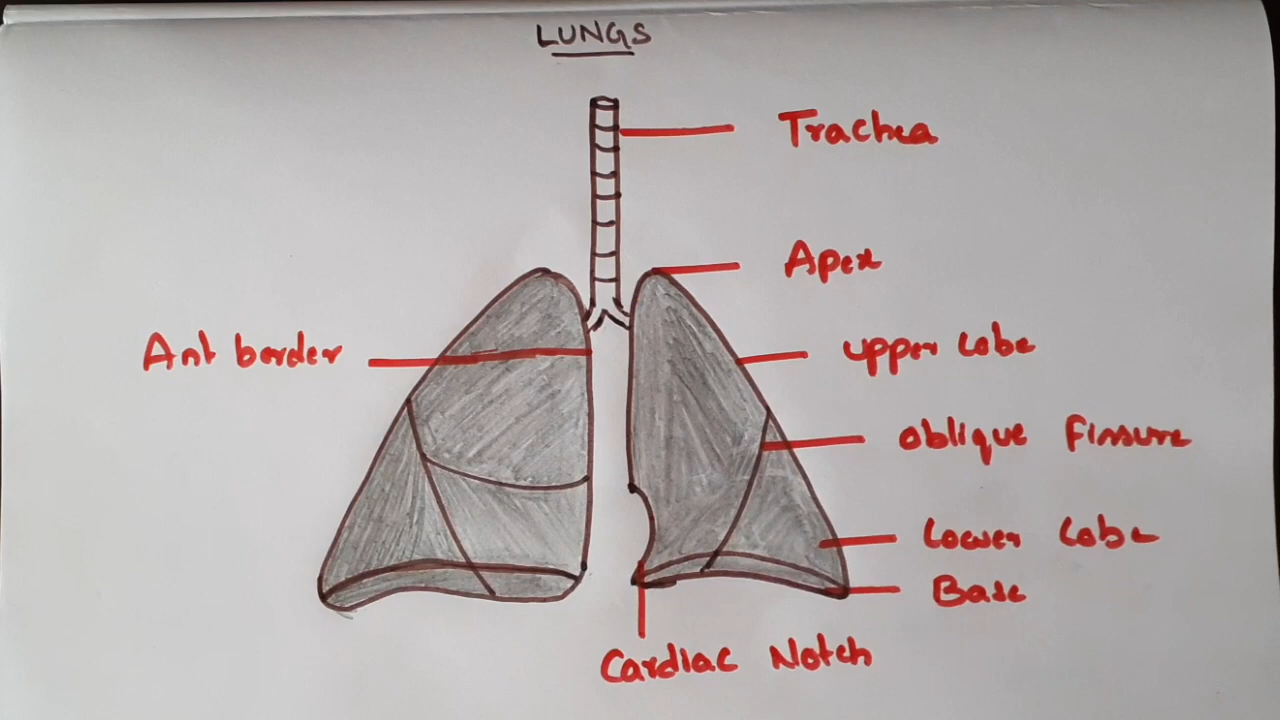 LUNGS
Trachea
Apex
Ant border
upper lobe
oblique Fissure
Lower lobe
Base
Cardiac Notch